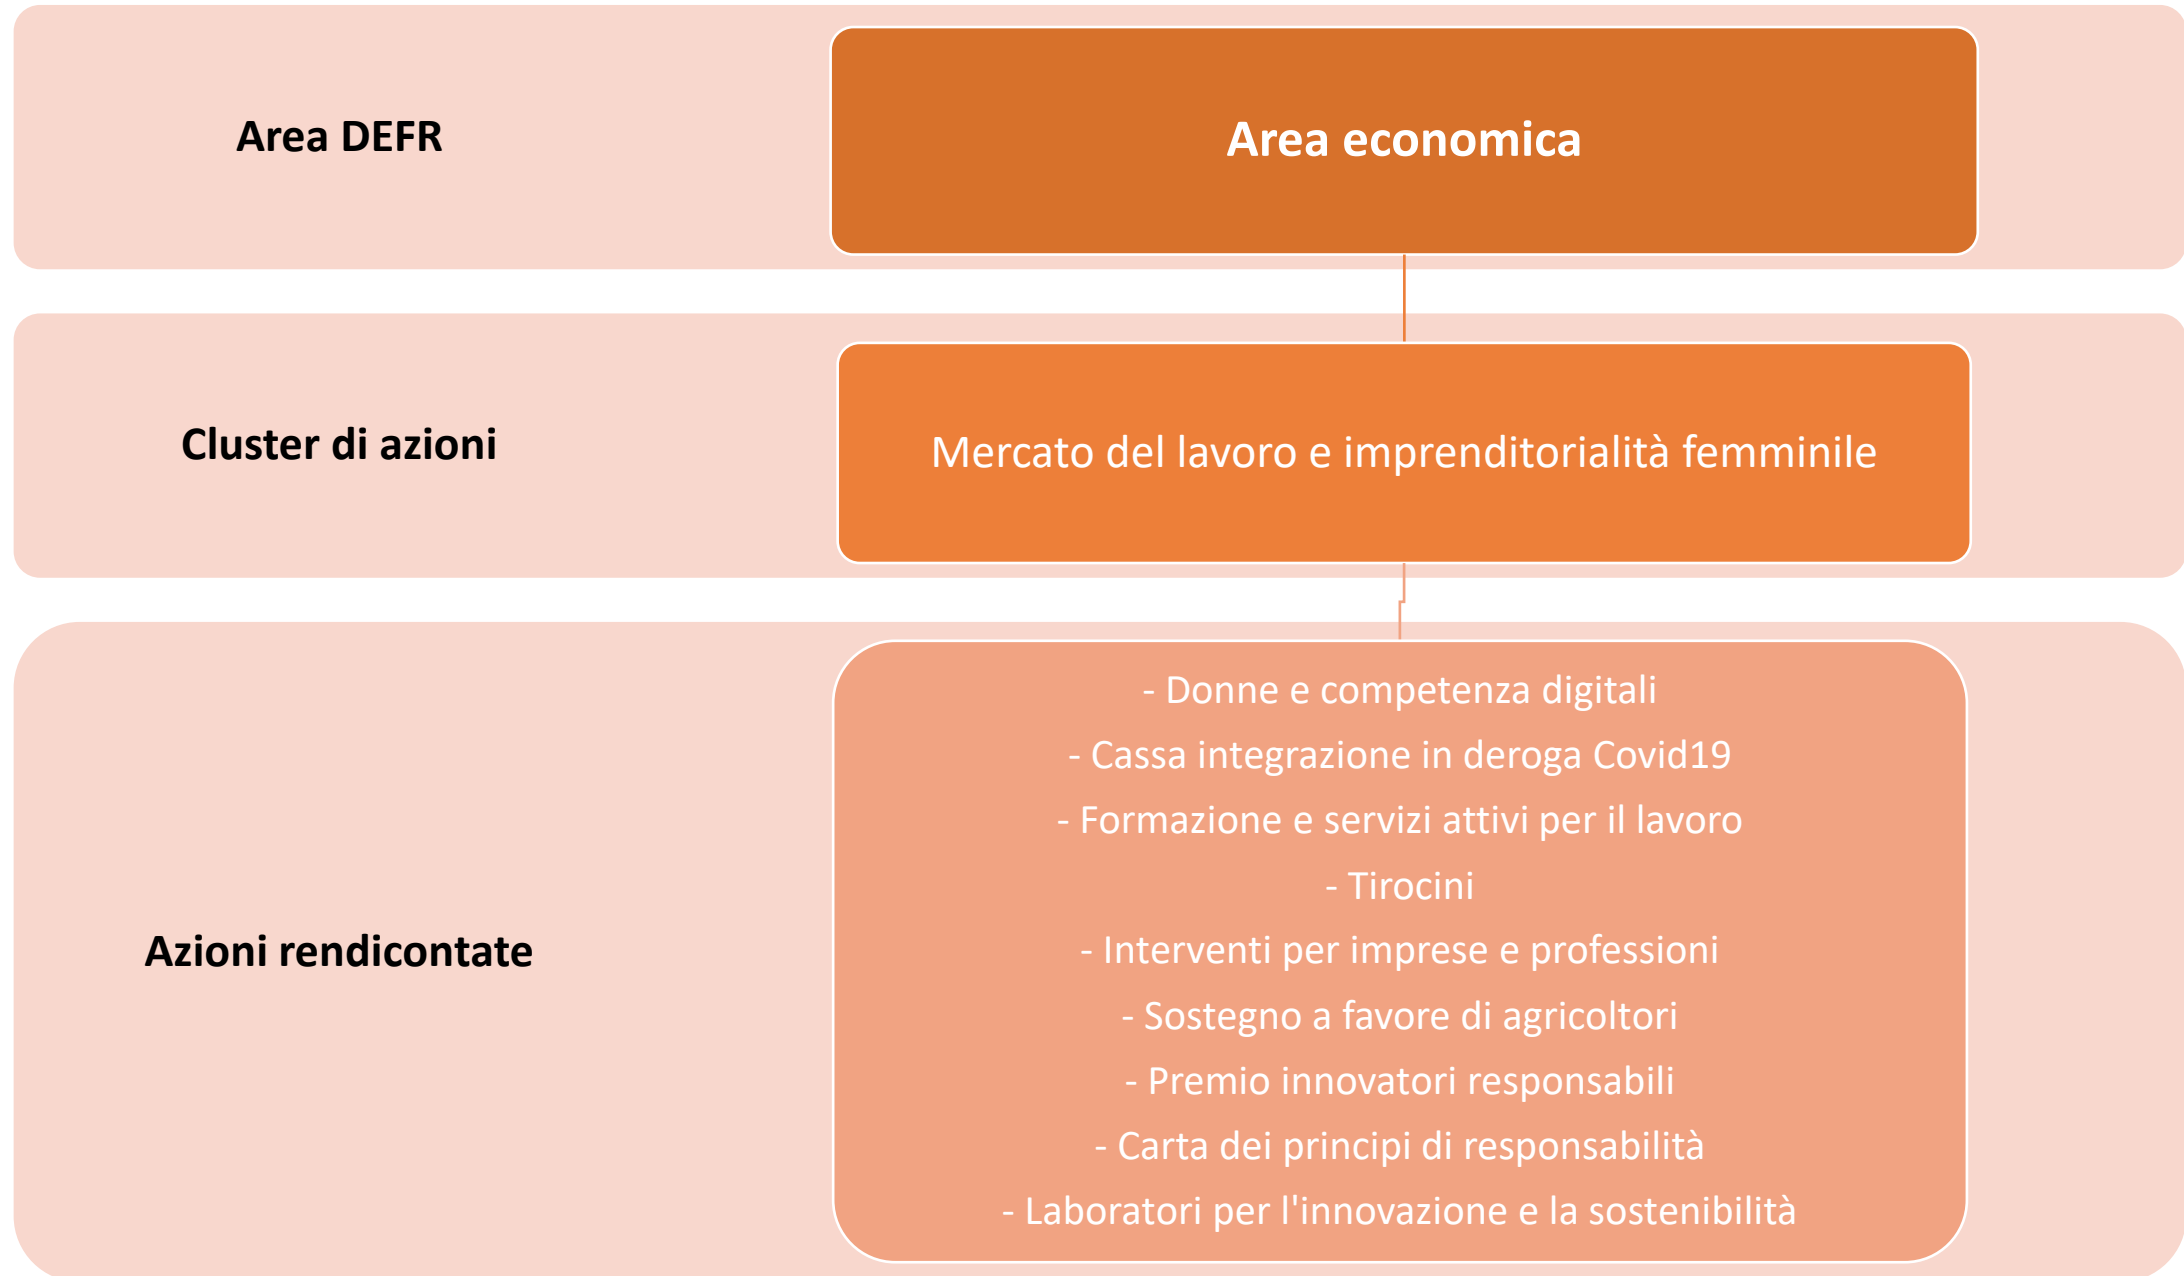 Area DEFR
Area economica
Cluster di azioni
Mercato del lavoro e imprenditorialità femminile
Azioni rendicontate
- Donne e competenza digitali
- Cassa integrazione in deroga Covid19
- Formazione e servizi attivi per il lavoro
- Tirocini
- Interventi per imprese e professioni
- Sostegno a favore di agricoltori
- Premio innovatori responsabili
- Carta dei principi di responsabilità
- Laboratori per l'innovazione e la sostenibilità